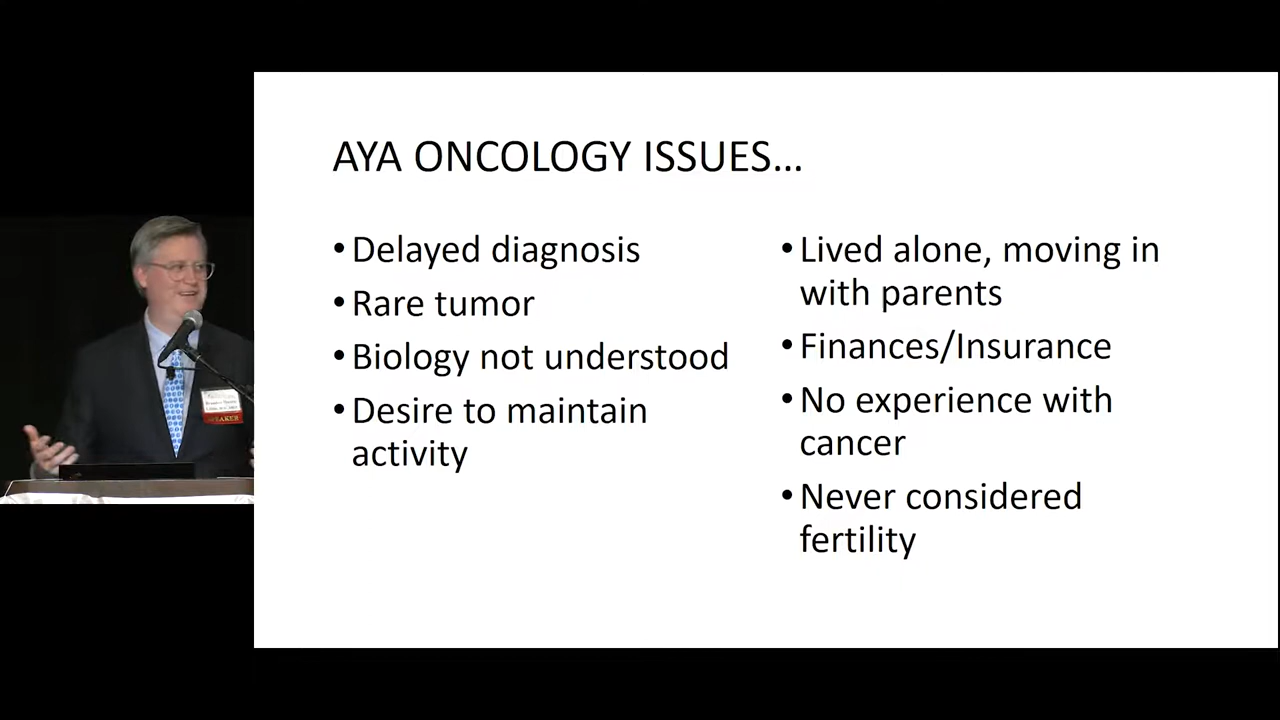 AYA ONCOLOGY ISSUES...
• Delayed diagnosis
• Rare tumor
• Biology not understood
• Desire to maintain
activity
• Lived alone, moving in
with parents
• Finances/Insurance
• No experience with
cancer
• Never considered
fertility